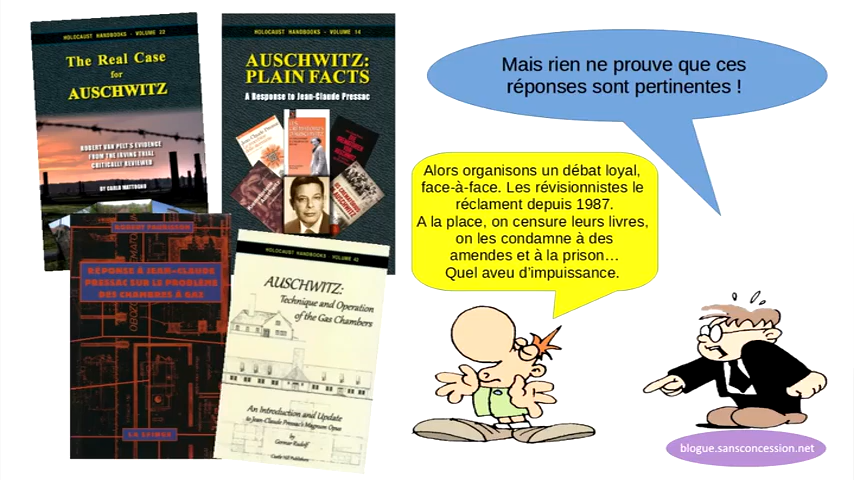 HOLOCAUST HANDBOOKS - VOLUME 22
The Real Case
for
AUSCHWITZ
ROBERT VAN PELT'S EVIDENCE
FROM THE IRVING TRIAL
CRITICALLY REVIEWED
BY CARLO MATTOGNO
HOLOCAUST HANDBOOKS - VOLUME 14
AUSCHWITZ:
PLAIN FACTS
A Response to Jean-Claude Pressac
ROBERT FAURISSON
RÉPONSE À JEAN-CLAUDE
PRESSAC SUR LE PROBLÈME
DES CHAMBRES À GAZ
HOLOCAUST HANDBOOKS - VOLUME 42
AUSCHWITZ:
Technique and Operation
of the Gas Chambers
An Introduction and Update
to Jean-Claude Pressac's Magnum Opus
by
Germar Rudolf
Castle Hill Publishers
Mais rien ne prouve que ces
réponses sont pertinentes !
Alors organisons un débat loyal,
face-à-face. Les révisionnistes le
réclament depuis 1987.
A la place, on censure leurs livres,
on les condamne à des
amendes et à la prison…
Quel aveu d'impuissance.
blogue.sansconcession.net